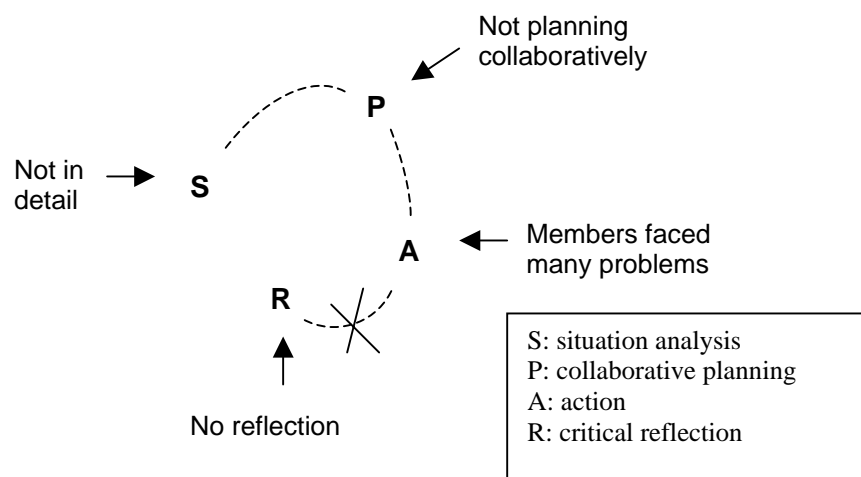 Not planning
collaboratively
P
Not in
detail
S
Members faced
many problems
A
R
No reflection
S: situation analysis
P: collaborative planning
A: action
R: critical reflection